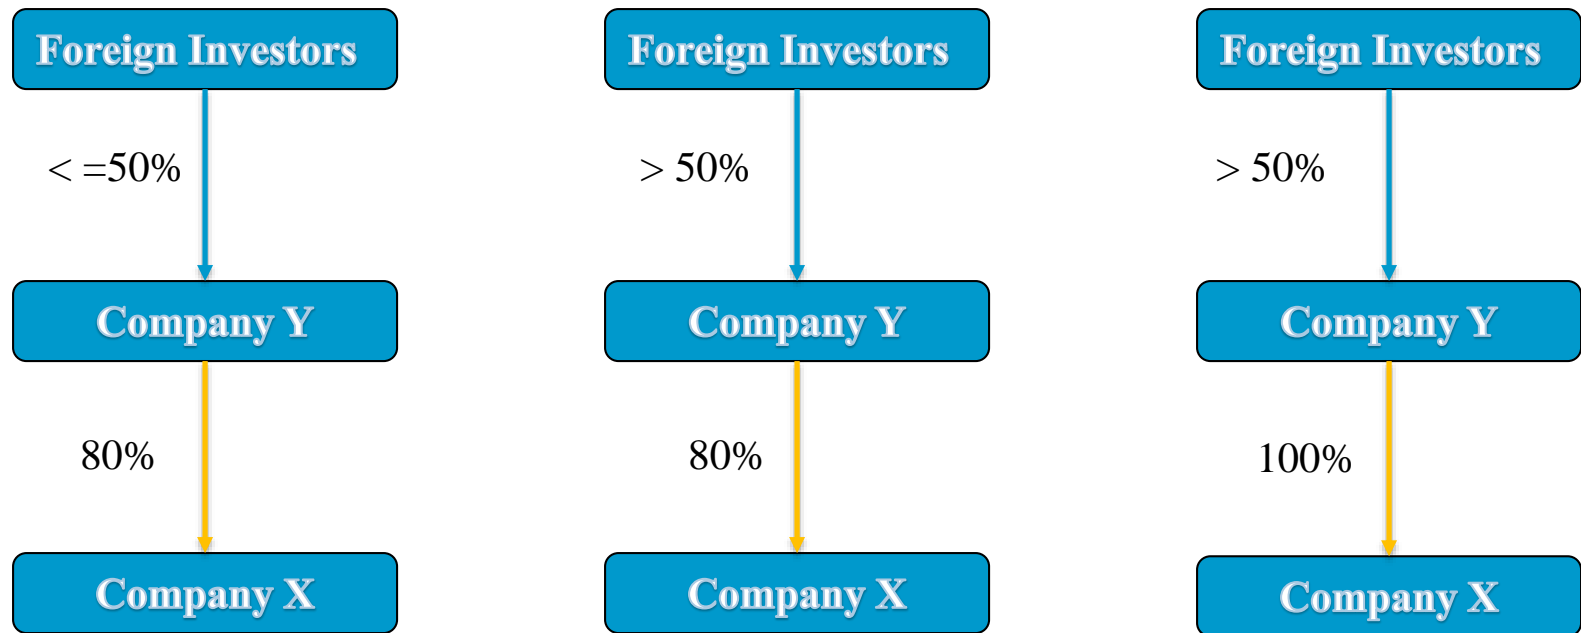 Foreign Investors
Foreign Investors
Foreign Investors
< =50%
> 50%
> 50%
Company Y
Company Y
Company Y
80%
80%
100%
Company X
Company X
Company X